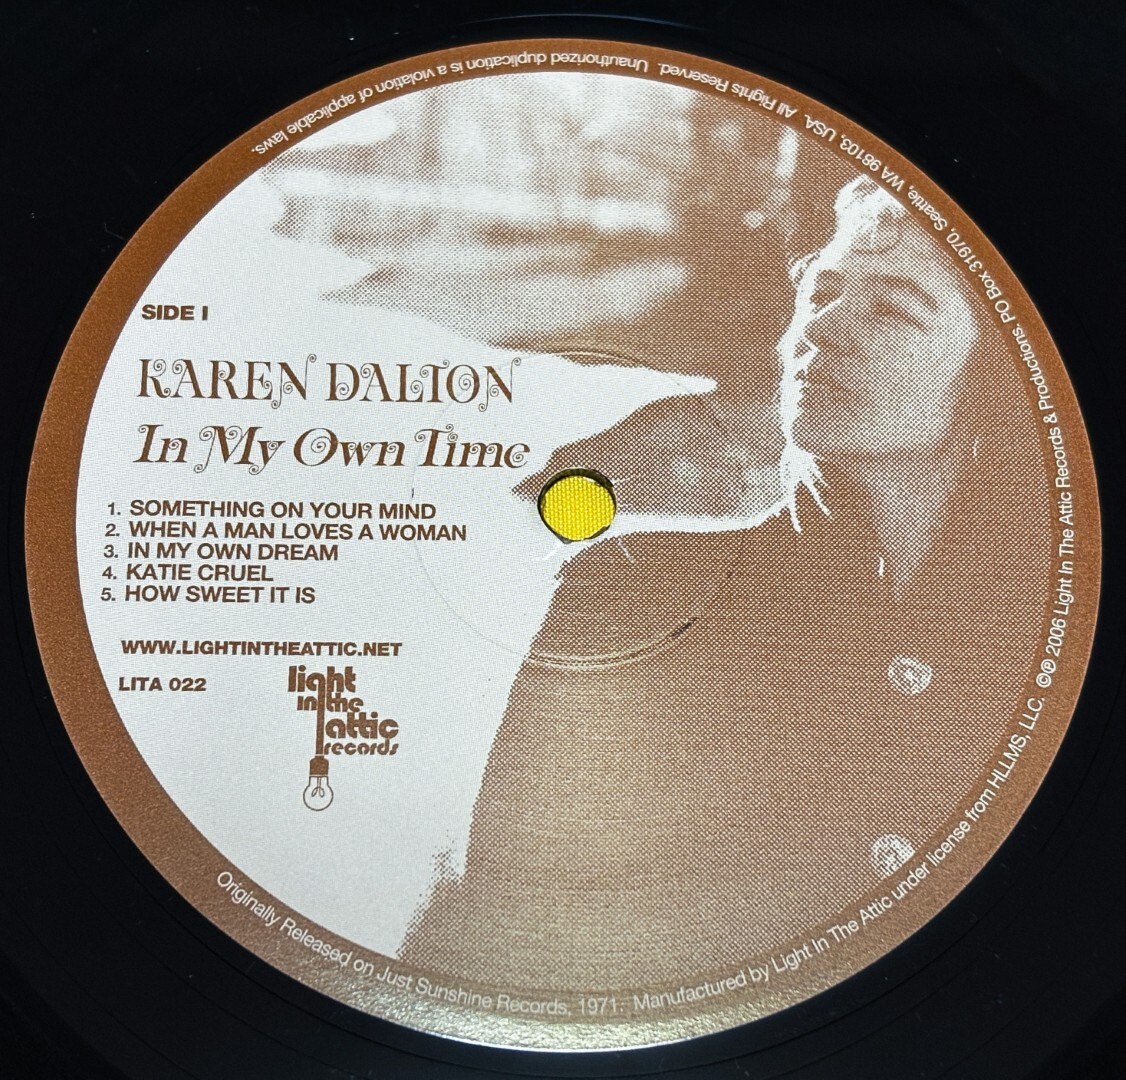 SIDE I
KAREN DALTON
In My Own Time
1. SOMETHING ON YOUR MIND
2. WHEN A MAN LOVES A WOMAN
3. IN MY OWN DREAM
4. KATIE CRUEL
5. HOW SWEET IT IS
WWW.LIGHTINTHEATTIC.NET
LITA 022
light
in the
attic
records
Originally Released on Just Sunshine Records, 1971. Manufactured by Light In The Attic under license from HLLMS, LLC. ©℗ 2006 Light In The Attic Records & Productions. PO Box 31970, Seattle, WA 98103, USA. All Rights Reserved. Unauthorized duplication is a violation of applicable laws.